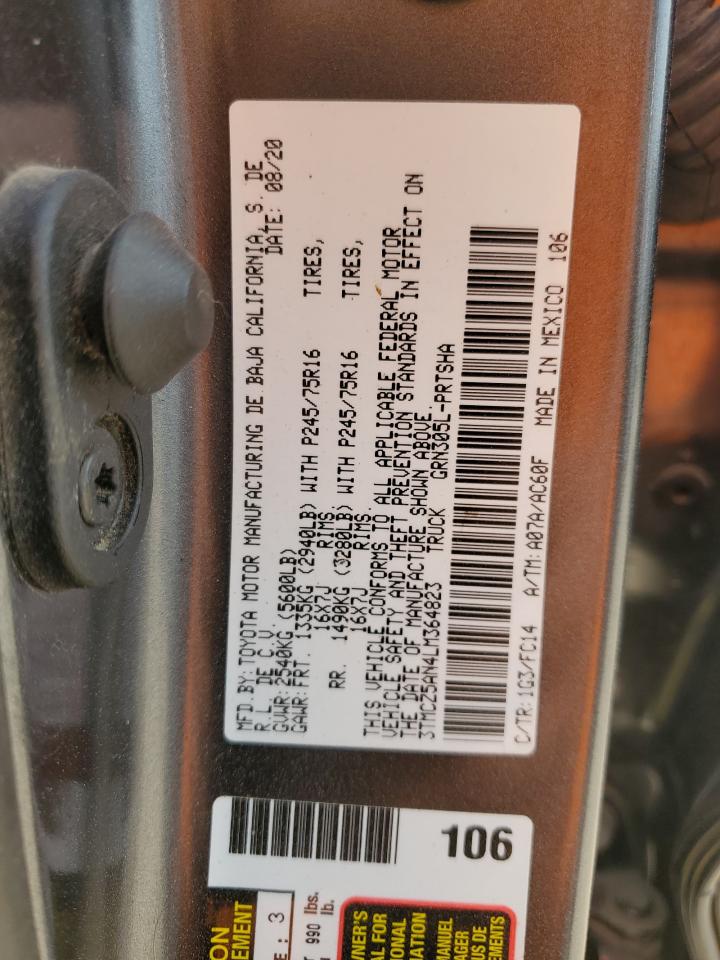 MFD.BY: TOYOTA MOTOR MANUFACTURING DE BAJA CALIFORNIA, S. DE
R.L. DE C.V. DATE: 08/20
GVWR: 2540KG (5600LB)
GAWR: FRT. 1335KG (2940LB) WITH P245/75R16 TIRES,
16X7J RIMS.
RR. 1490KG (3280LB) WITH P245/75R16 TIRES,
16X7J RIMS.
THIS VEHICLE CONFORMS TO ALL APPLICABLE FEDERAL MOTOR
VEHICLE SAFETY AND THEFT PREVENTION STANDARDS IN EFFECT ON
THE DATE OF MANUFACTURE SHOWN ABOVE.
3TMCZ5AN4LM364823 TRUCK GRN305L-PRTSHA
C/TR: 1G3/FC14 A/TM: A07A/AC60F MADE IN MEXICO 106
106